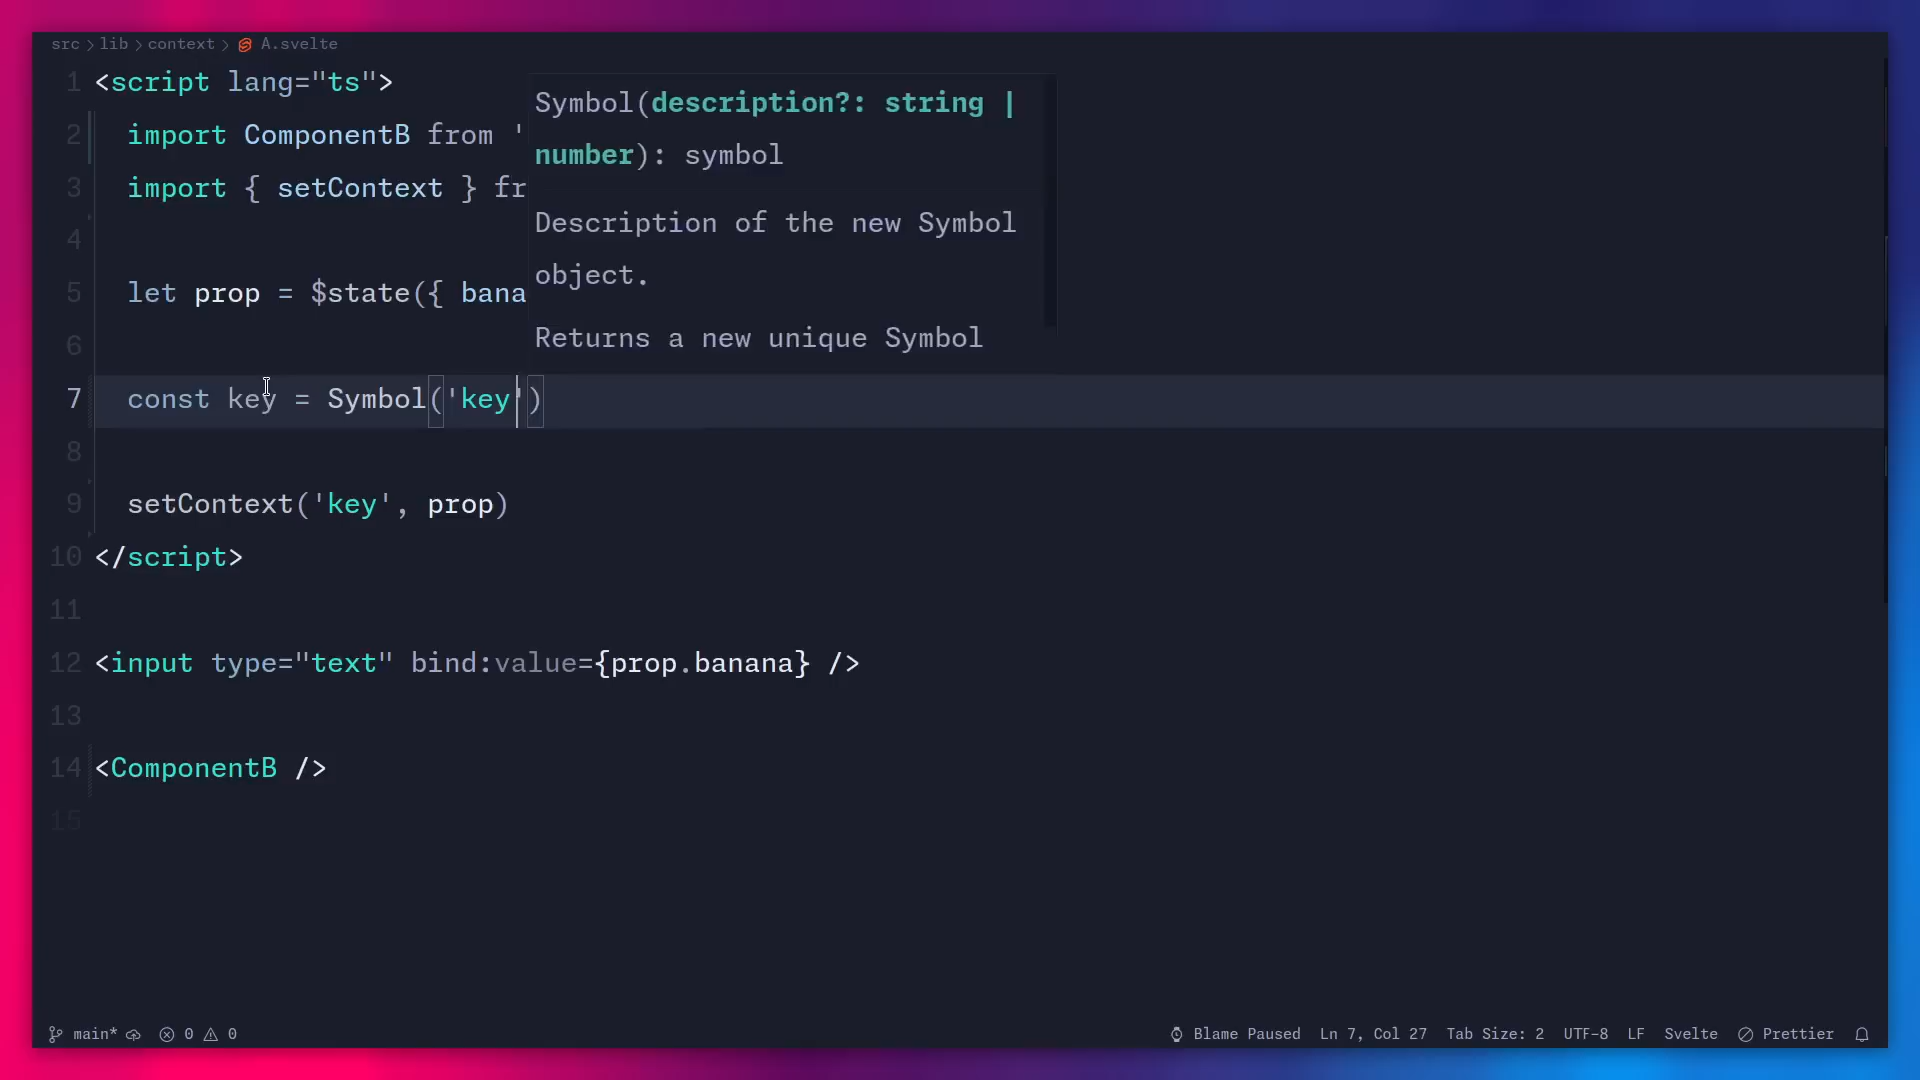 src > lib > context > A.svelte
1 <script lang="ts">
2 import ComponentB from '
3 import { setContext } fr
4
5 let prop = $state({ bana
6
7 const key = Symbol('key')
8
9 setContext('key', prop)
10 </script>
11
12 <input type="text" bind:value={prop.banana} />
13
14 <ComponentB />
15
Symbol(description?: string |
number): symbol
Description of the new Symbol
object.
Returns a new unique Symbol
main* 0 0 Blame Paused Ln 7, Col 27 Tab Size: 2 UTF-8 LF Svelte Prettier